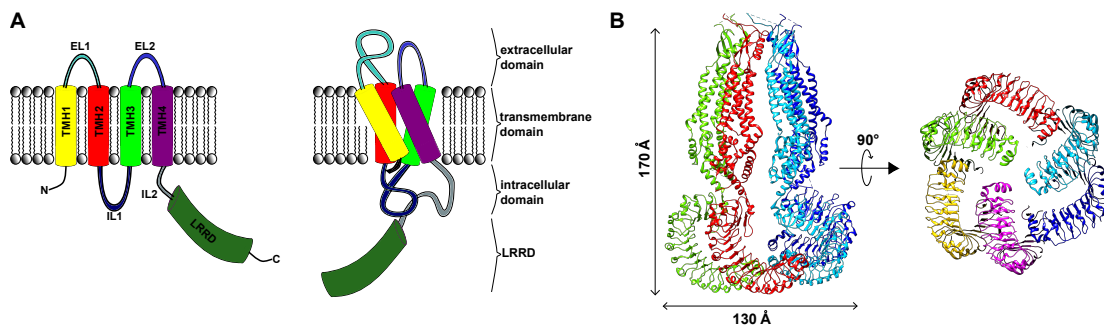 A
EL1
EL2
TMH1
TMH2
TMH3
TMH4
N
IL1
IL2
LRRD
C
extracellular
domain
transmembrane
domain
intracellular
domain
LRRD
B
170 Å
130 Å
90°